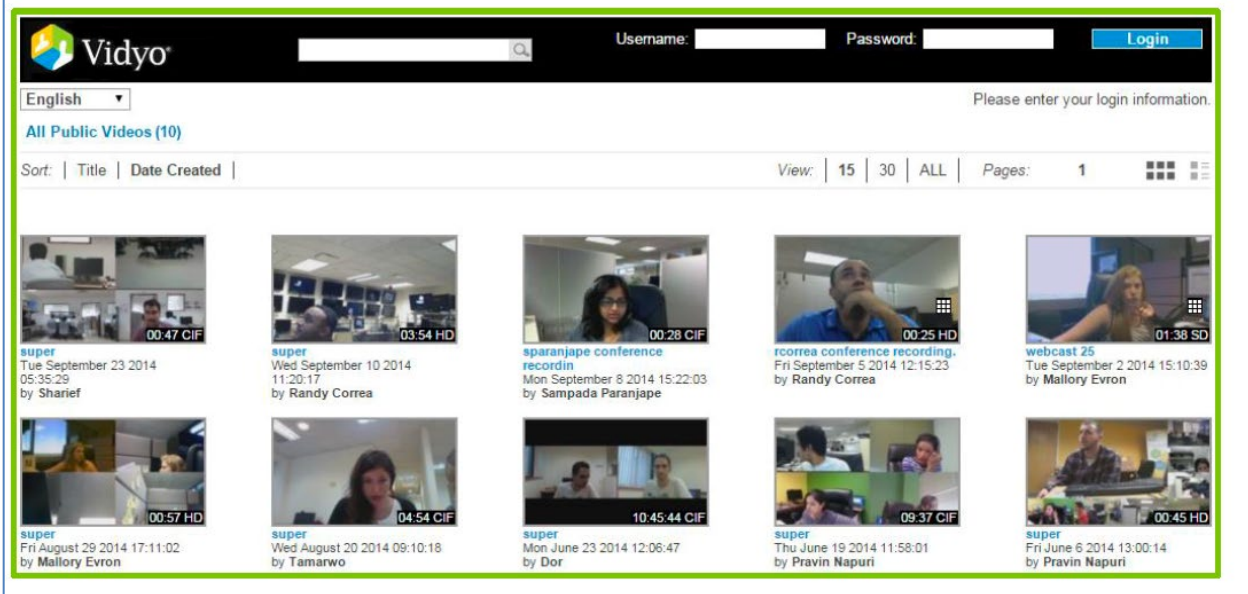 Vidyo
Username:
Password:
Login
English
Please enter your login information.
All Public Videos (10)
Sort: | Title | Date Created |
View: | 15 | 30 | ALL | Pages: 1
00:47 CIF
03:54 HD
00:28 CIF
00:25 HD
01:38 SD
super
Tue September 23 2014
05:35:29
by Sharief
super
Wed September 10 2014
11:20:17
by Randy Correa
sparanjape conference
recordin
Mon September 8 2014 15:22:03
by Sampada Paranjape
rcorrea conference recording.
Fri September 5 2014 12:15:23
by Randy Correa
webcast 25
Tue September 2 2014 15:10:39
by Mallory Evron
00:57 HD
04:54 CIF
10:45:44 CIF
09:37 CIF
00:45 HD
super
Fri August 29 2014 17:11:02
by Mallory Evron
super
Wed August 20 2014 09:10:18
by Tamarwo
super
Mon June 23 2014 12:06:47
by Dor
super
Thu June 19 2014 11:58:01
by Pravin Napuri
super
Fri June 6 2014 13:00:14
by Pravin Napuri